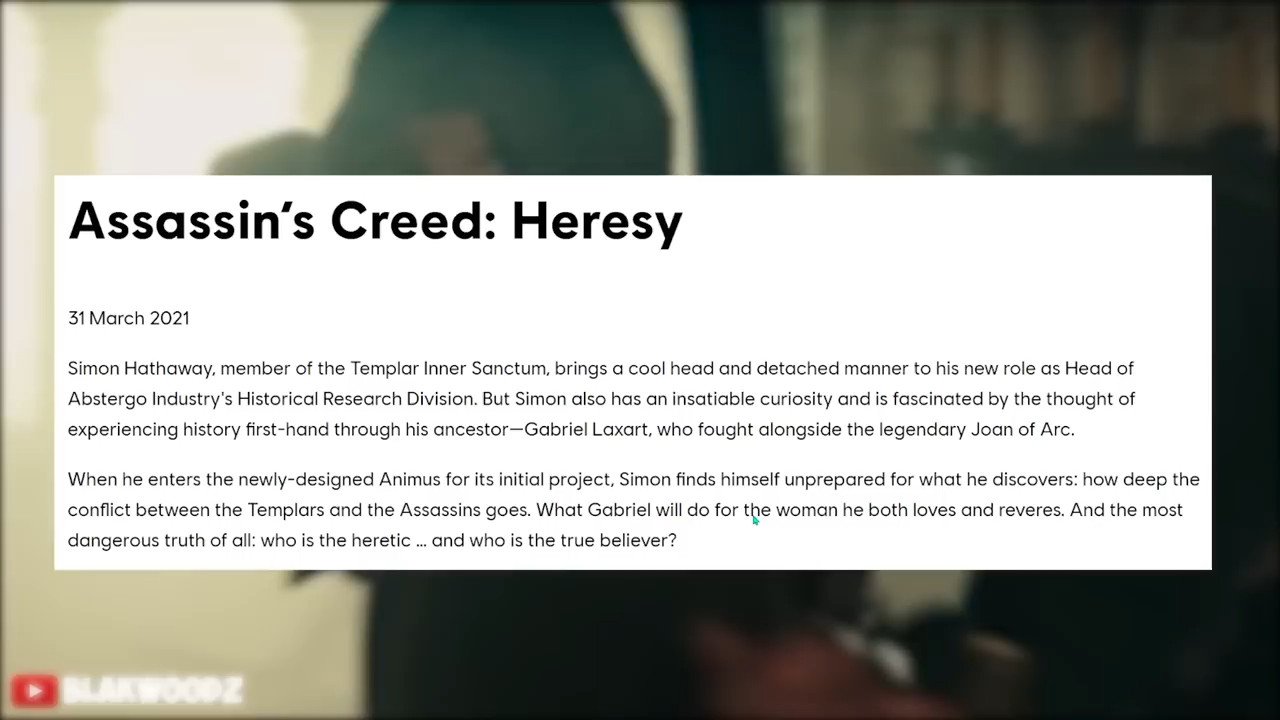 Assassin's Creed: Heresy
31 March 2021
Simon Hathaway, member of the Templar Inner Sanctum, brings a cool head and detached manner to his new role as Head of
Abstergo Industry's Historical Research Division. But Simon also has an insatiable curiosity and is fascinated by the thought of
experiencing history first-hand through his ancestor—Gabriel Laxart, who fought alongside the legendary Joan of Arc.
When he enters the newly-designed Animus for its initial project, Simon finds himself unprepared for what he discovers: how deep the
conflict between the Templars and the Assassins goes. What Gabriel will do for the woman he both loves and reveres. And the most
dangerous truth of all: who is the heretic ... and who is the true believer?
BLAKWOODZ